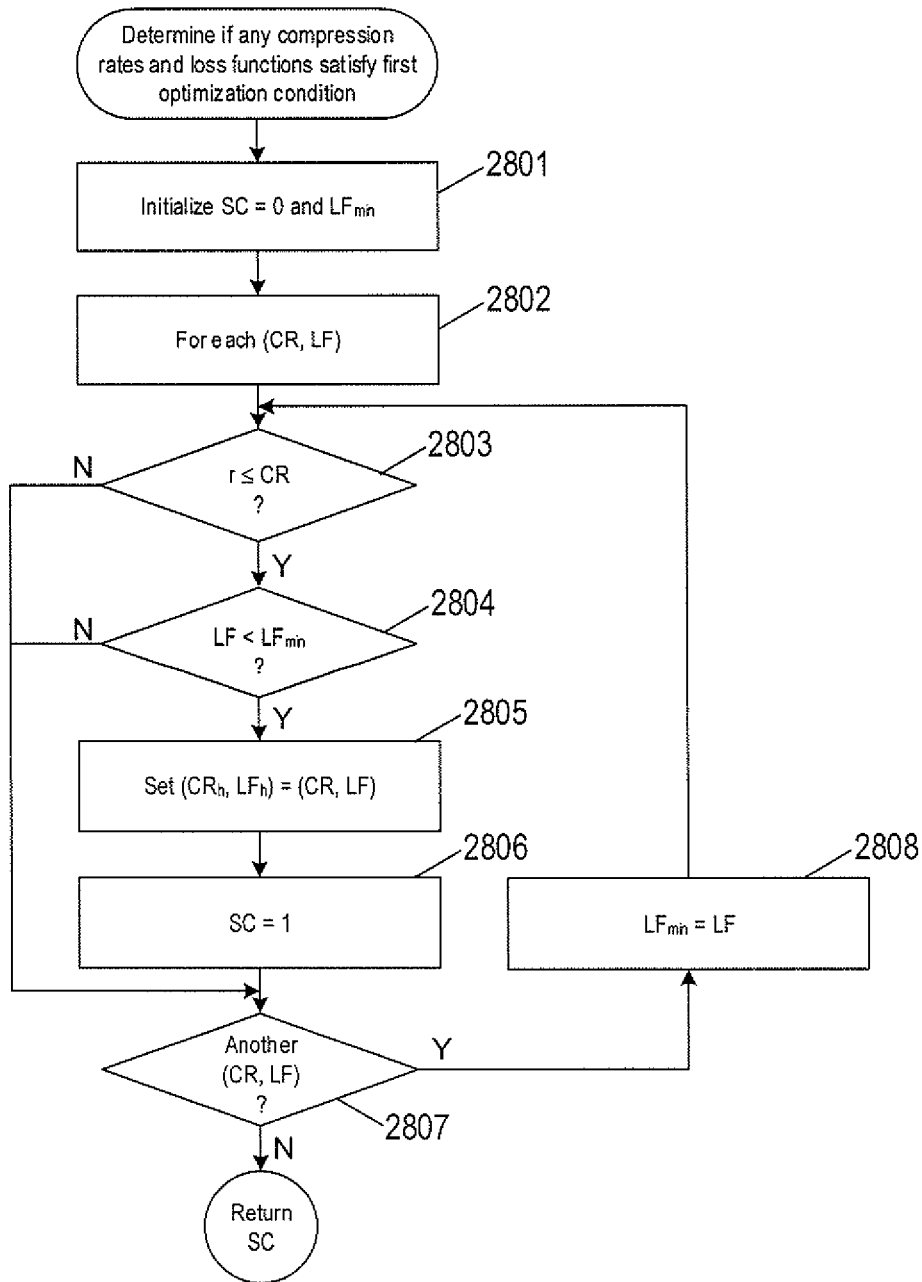 Determine if any compression
rates and loss functions satisfy first
optimization condition
2801
Initialize SC = 0 and LFmin
2802
For each (CR, LF)
2803
N
r ≤ CR
?
Y
2804
N
LF < LFmin
?
Y
2805
Set (CRh, LFh) = (CR, LF)
2806
2808
SC = 1
LFmin = LF
Another
(CR, LF)
?
Y
2807
N
Return
SC